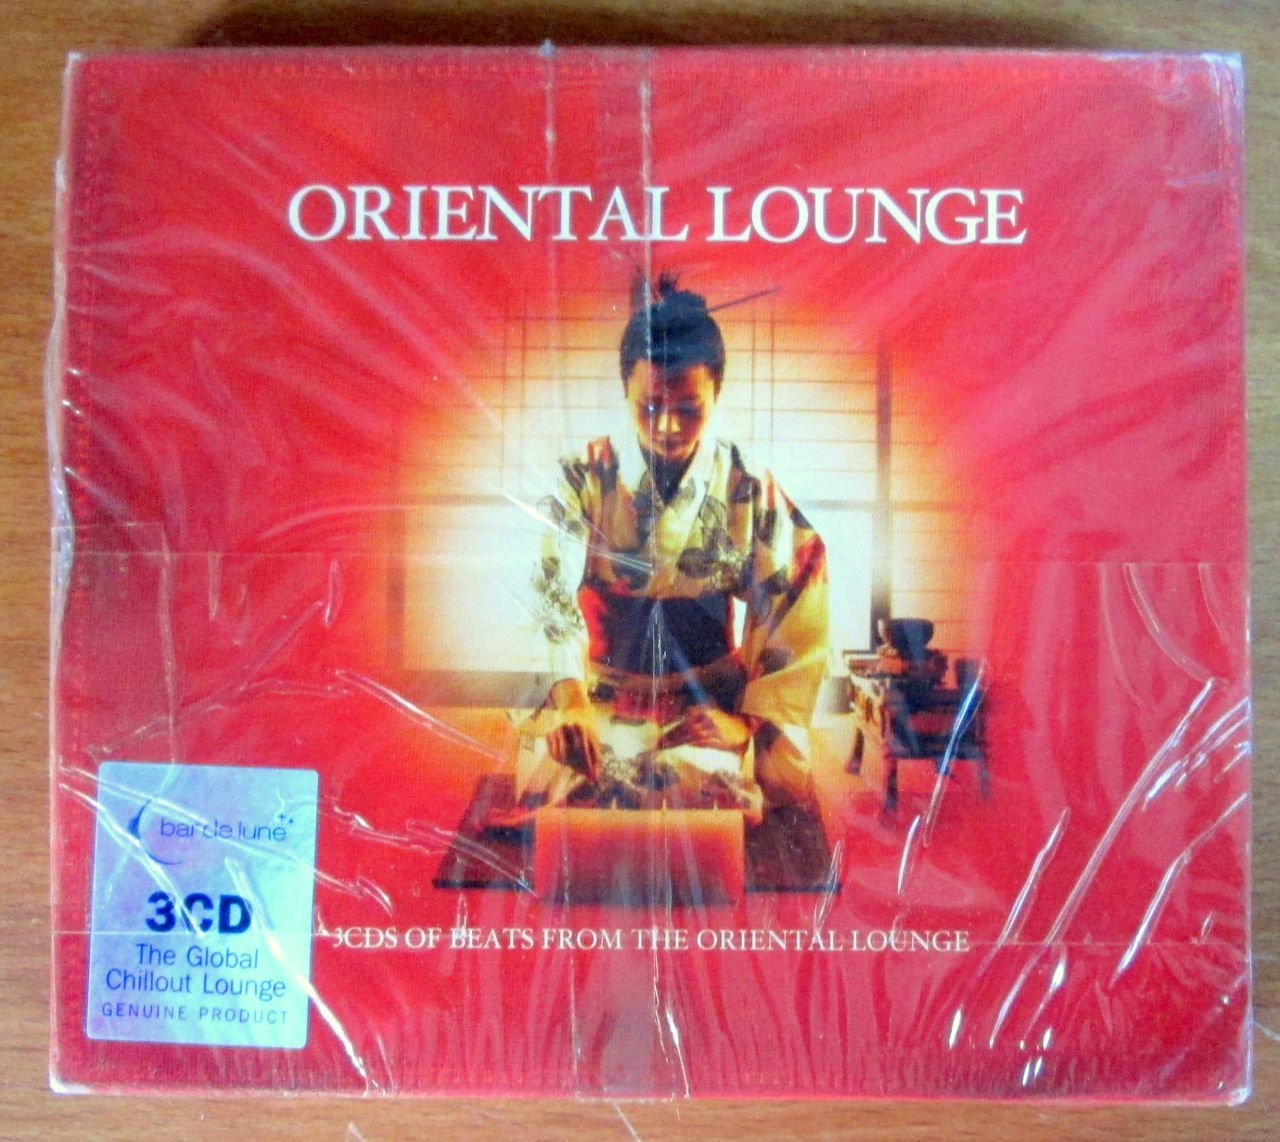 ORIENTAL LOUNGE
3CDS OF BEATS FROM THE ORIENTAL LOUNGE
bar de lune
3CD
The Global
Chillout Lounge
GENUINE PRODUCT